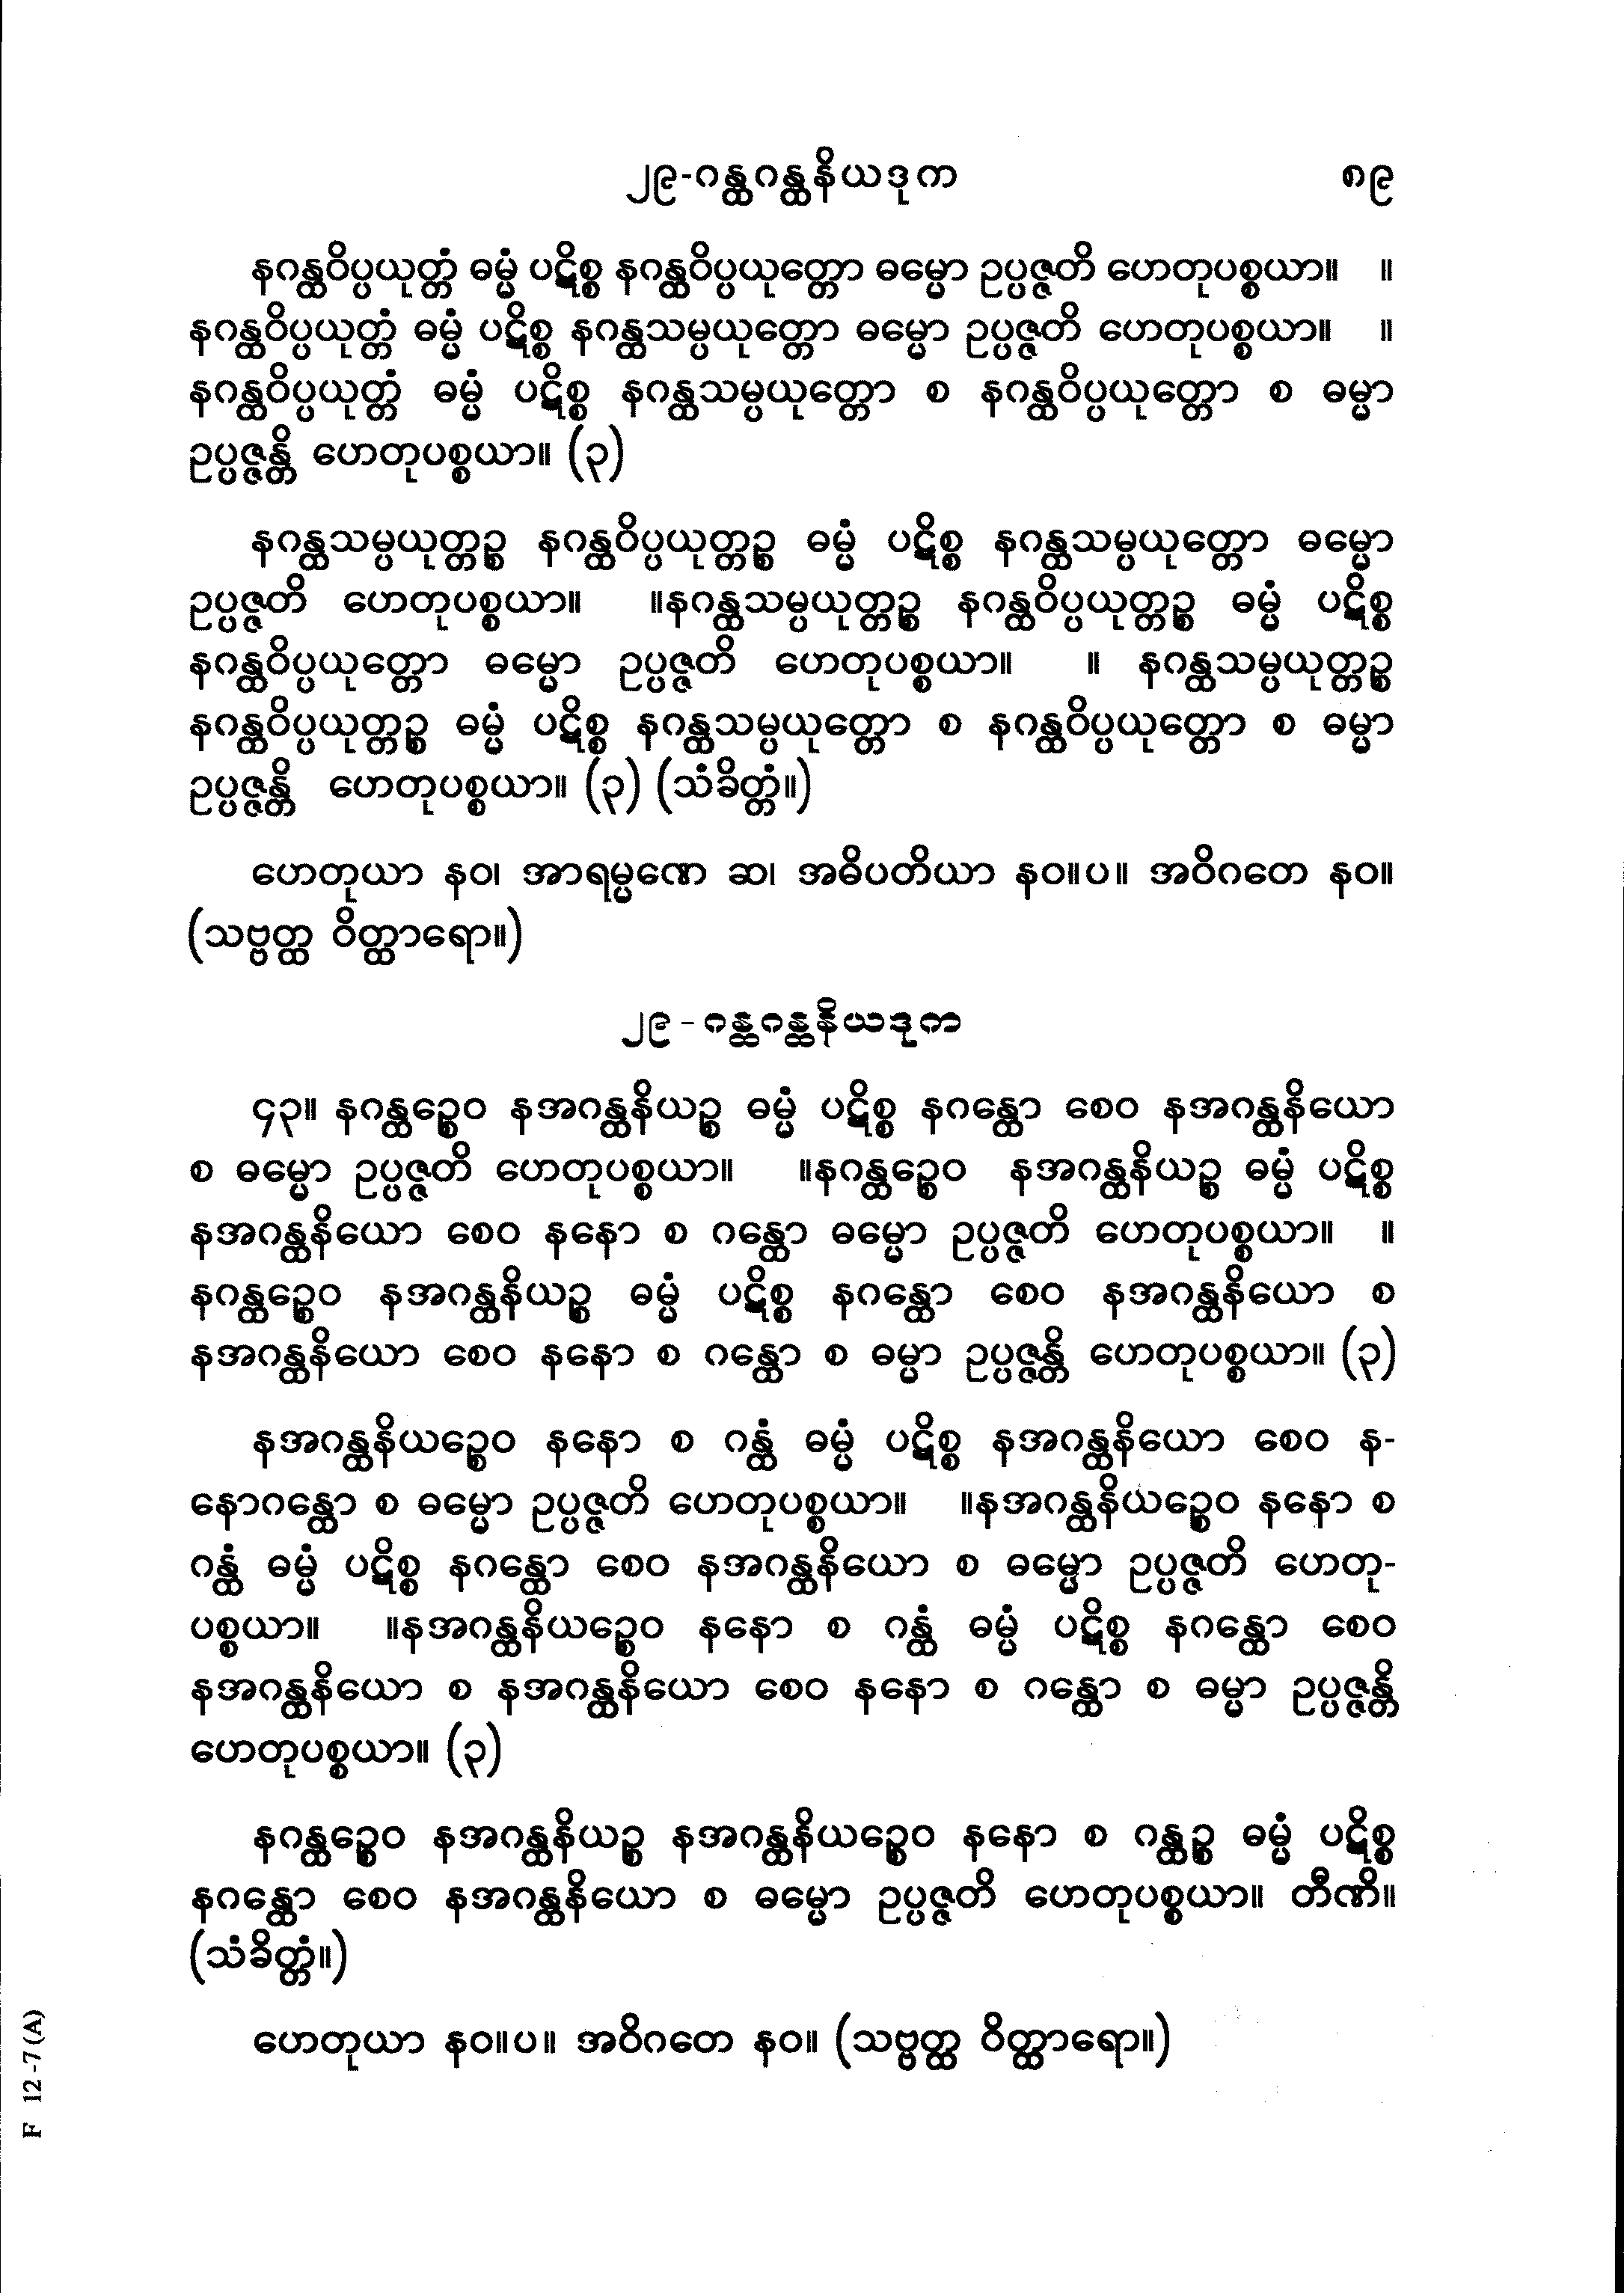 ၂၉-ဂန္ထဂန္ထနိယဒုက ၈၉
နဂန္ထဝိပ္ပယုတ္တံ ဓမ္မံ ပဋိစ္စ နဂန္ထဝိပ္ပယုတ္တော ဓမ္မော ဥပ္ပဇ္ဇတိ ဟေတုပစ္စယာ။ ။
နဂန္ထဝိပ္ပယုတ္တံ ဓမ္မံ ပဋိစ္စ နဂန္ထသမ္ပယုတ္တော ဓမ္မော ဥပ္ပဇ္ဇတိ ဟေတုပစ္စယာ။ ။
နဂန္ထဝိပ္ပယုတ္တံ ဓမ္မံ ပဋိစ္စ နဂန္ထသမ္ပယုတ္တော စ နဂန္ထဝိပ္ပယုတ္တော စ ဓမ္မာ
ဥပ္ပဇ္ဇန္တိ ဟေတုပစ္စယာ။ (၃)
နဂန္ထသမ္ပယုတ္တဉ္စ နဂန္ထဝိပ္ပယုတ္တဉ္စ ဓမ္မံ ပဋိစ္စ နဂန္ထသမ္ပယုတ္တော ဓမ္မော
ဥပ္ပဇ္ဇတိ ဟေတုပစ္စယာ။ ။နဂန္ထသမ္ပယုတ္တဉ္စ နဂန္ထဝိပ္ပယုတ္တဉ္စ ဓမ္မံ ပဋိစ္စ
နဂန္ထဝိပ္ပယုတ္တော ဓမ္မော ဥပ္ပဇ္ဇတိ ဟေတုပစ္စယာ။ ။ နဂန္ထသမ္ပယုတ္တဉ္စ
နဂန္ထဝိပ္ပယုတ္တဉ္စ ဓမ္မံ ပဋိစ္စ နဂန္ထသမ္ပယုတ္တော စ နဂန္ထဝိပ္ပယုတ္တော စ ဓမ္မာ
ဥပ္ပဇ္ဇန္တိ ဟေတုပစ္စယာ။ (၃) (သံခိတ္တံ။)
ဟေတုယာ နဝ၊ အာရမ္မဏေ ဆ၊ အဓိပတိယာ နဝ။ပ။ အဝိဂတေ နဝ။
(သဗ္ဗတ္ထ ဝိတ္ထာရော။)
၂၉ - ဂန္ထဂန္ထနိယဒုက
၄၃။ နဂန္ထဉ္စေဝ နအဂန္ထနိယဉ္စ ဓမ္မံ ပဋိစ္စ နဂန္ထော စေဝ နအဂန္ထနိယော
စ ဓမ္မော ဥပ္ပဇ္ဇတိ ဟေတုပစ္စယာ။ ။နဂန္ထဉ္စေဝ နအဂန္ထနိယဉ္စ ဓမ္မံ ပဋိစ္စ
နအဂန္ထနိယော စေဝ နနော စ ဂန္ထော ဓမ္မော ဥပ္ပဇ္ဇတိ ဟေတုပစ္စယာ။ ။
နဂန္ထဉ္စေဝ နအဂန္ထနိယဉ္စ ဓမ္မံ ပဋိစ္စ နဂန္ထော စေဝ နအဂန္ထနိယော စ
နအဂန္ထနိယော စေဝ နနော စ ဂန္ထော စ ဓမ္မာ ဥပ္ပဇ္ဇန္တိ ဟေတုပစ္စယာ။ (၃)
နအဂန္ထနိယဉ္စေဝ နနော စ ဂန္ထံ ဓမ္မံ ပဋိစ္စ နအဂန္ထနိယော စေဝ န-
နောဂန္ထော စ ဓမ္မော ဥပ္ပဇ္ဇတိ ဟေတုပစ္စယာ။ ။နအဂန္ထနိယဉ္စေဝ နနော စ
ဂန္ထံ ဓမ္မံ ပဋိစ္စ နဂန္ထော စေဝ နအဂန္ထနိယော စ ဓမ္မော ဥပ္ပဇ္ဇတိ ဟေတု-
ပစ္စယာ။ ။နအဂန္ထနိယဉ္စေဝ နနော စ ဂန္ထံ ဓမ္မံ ပဋိစ္စ နဂန္ထော စေဝ
နအဂန္ထနိယော စ နအဂန္ထနိယော စေဝ နနော စ ဂန္ထော စ ဓမ္မာ ဥပ္ပဇ္ဇန္တိ
ဟေတုပစ္စယာ။ (၃)
နဂန္ထဉ္စေဝ နအဂန္ထနိယဉ္စ နအဂန္ထနိယဉ္စေဝ နနော စ ဂန္ထဉ္စ ဓမ္မံ ပဋိစ္စ
နဂန္ထော စေဝ နအဂန္ထနိယော စ ဓမ္မော ဥပ္ပဇ္ဇတိ ဟေတုပစ္စယာ။ တီဏိ။
(သံခိတ္တံ။)
ဟေတုယာ နဝ။ပ။ အဝိဂတေ နဝ။ (သဗ္ဗတ္ထ ဝိတ္ထာရော။)
F 12-7(A)